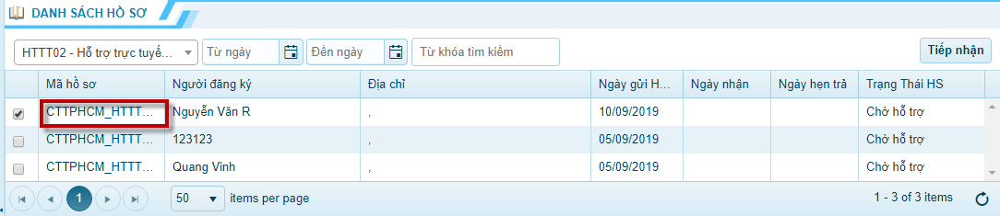 DANH SÁCH HỒ SƠ
HTTT02 - Hỗ trợ trực tuyế... Từ ngày Đến ngày Từ khóa tìm kiếm Tiếp nhận
Mã hồ sơ Người đăng ký Địa chỉ Ngày gửi H... Ngày nhận Ngày hẹn trả Trạng Thái HS
CTTPHCM_HTTT... Nguyễn Văn R , 10/09/2019 Chờ hỗ trợ
CTTPHCM_HTTT... 123123 , 05/09/2019 Chờ hỗ trợ
CTTPHCM_HTTT... Quang Vinh , 05/09/2019 Chờ hỗ trợ
1 50 items per page 1 - 3 of 3 items